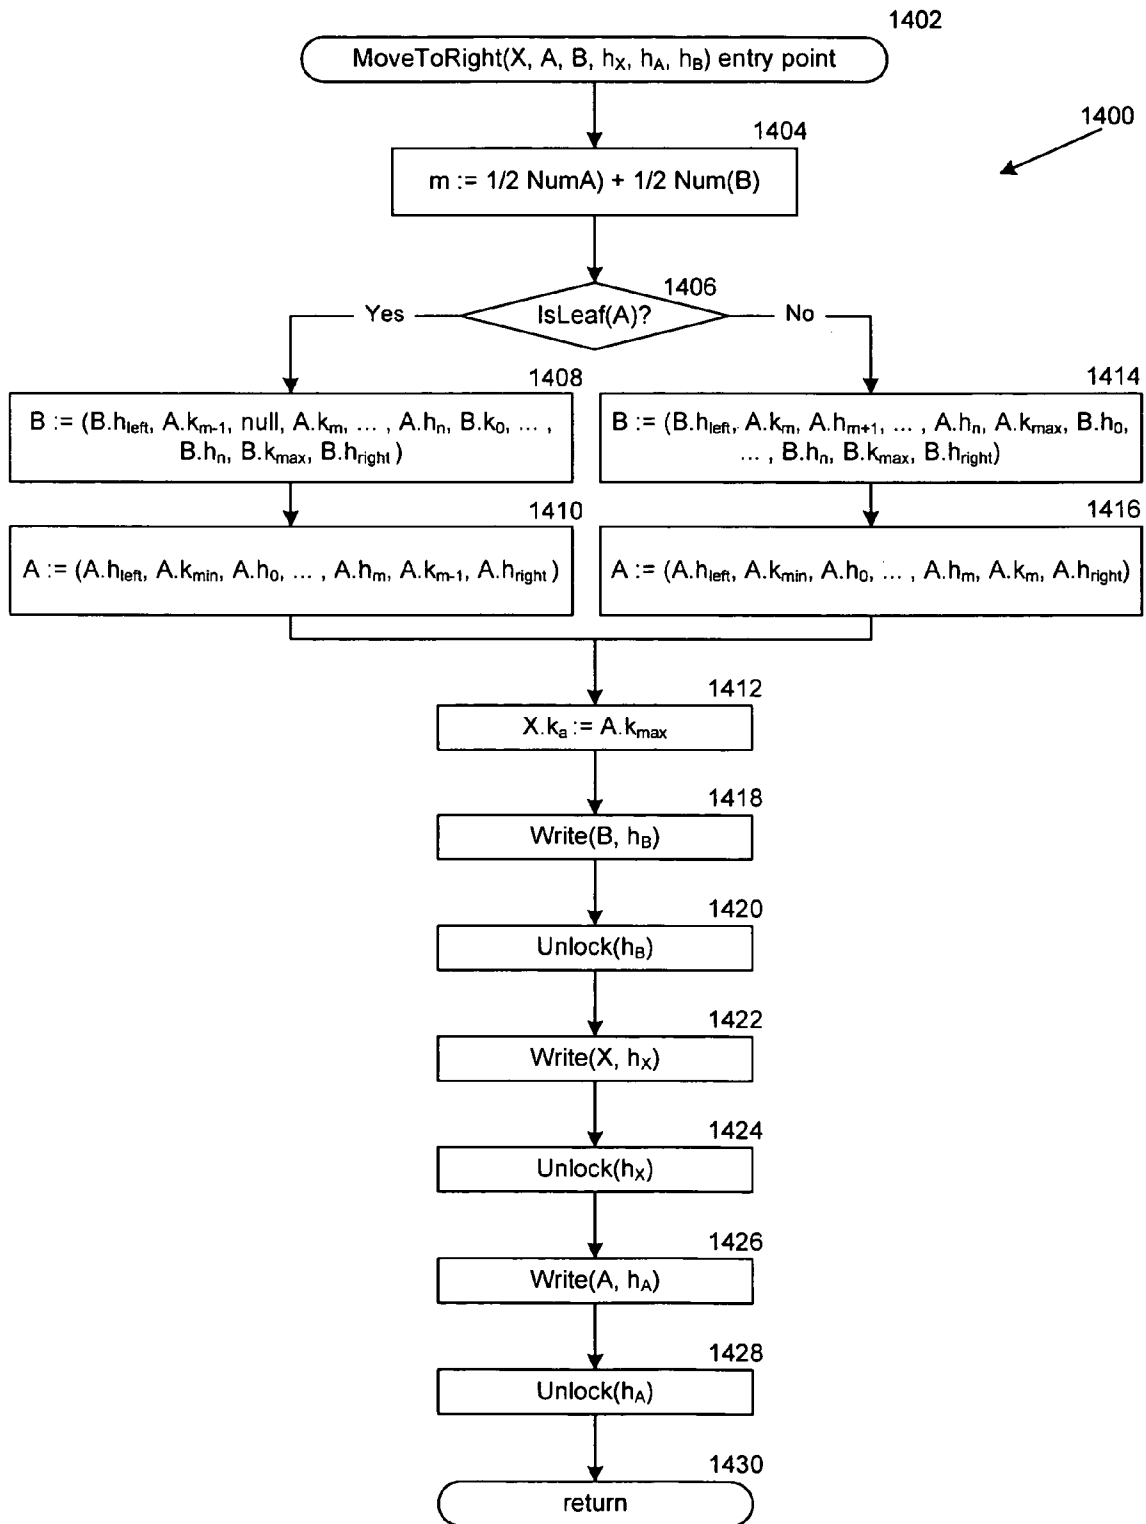 1402
MoveToRight(X, A, B, hX, hA, hB) entry point
1400
1404
m := 1/2 NumA) + 1/2 Num(B)
1406
IsLeaf(A)?
Yes
No
1408
B := (B.hleft, A.km-1, null, A.km, ... , A.hn, B.k0, ... ,
B.hn, B.kmax, B.hright)
1414
B := (B.hleft, A.km, A.hm+1, ... , A.hn, A.kmax, B.h0,
... , B.hn, B.kmax, B.hright)
1410
A := (A.hleft, A.kmin, A.h0, ... , A.hm, A.km-1, A.hright)
1416
A := (A.hleft, A.kmin, A.h0, ... , A.hm, A.km, A.hright)
1412
X.ka := A.kmax
1418
Write(B, hB)
1420
Unlock(hB)
1422
Write(X, hX)
1424
Unlock(hX)
1426
Write(A, hA)
1428
Unlock(hA)
1430
return